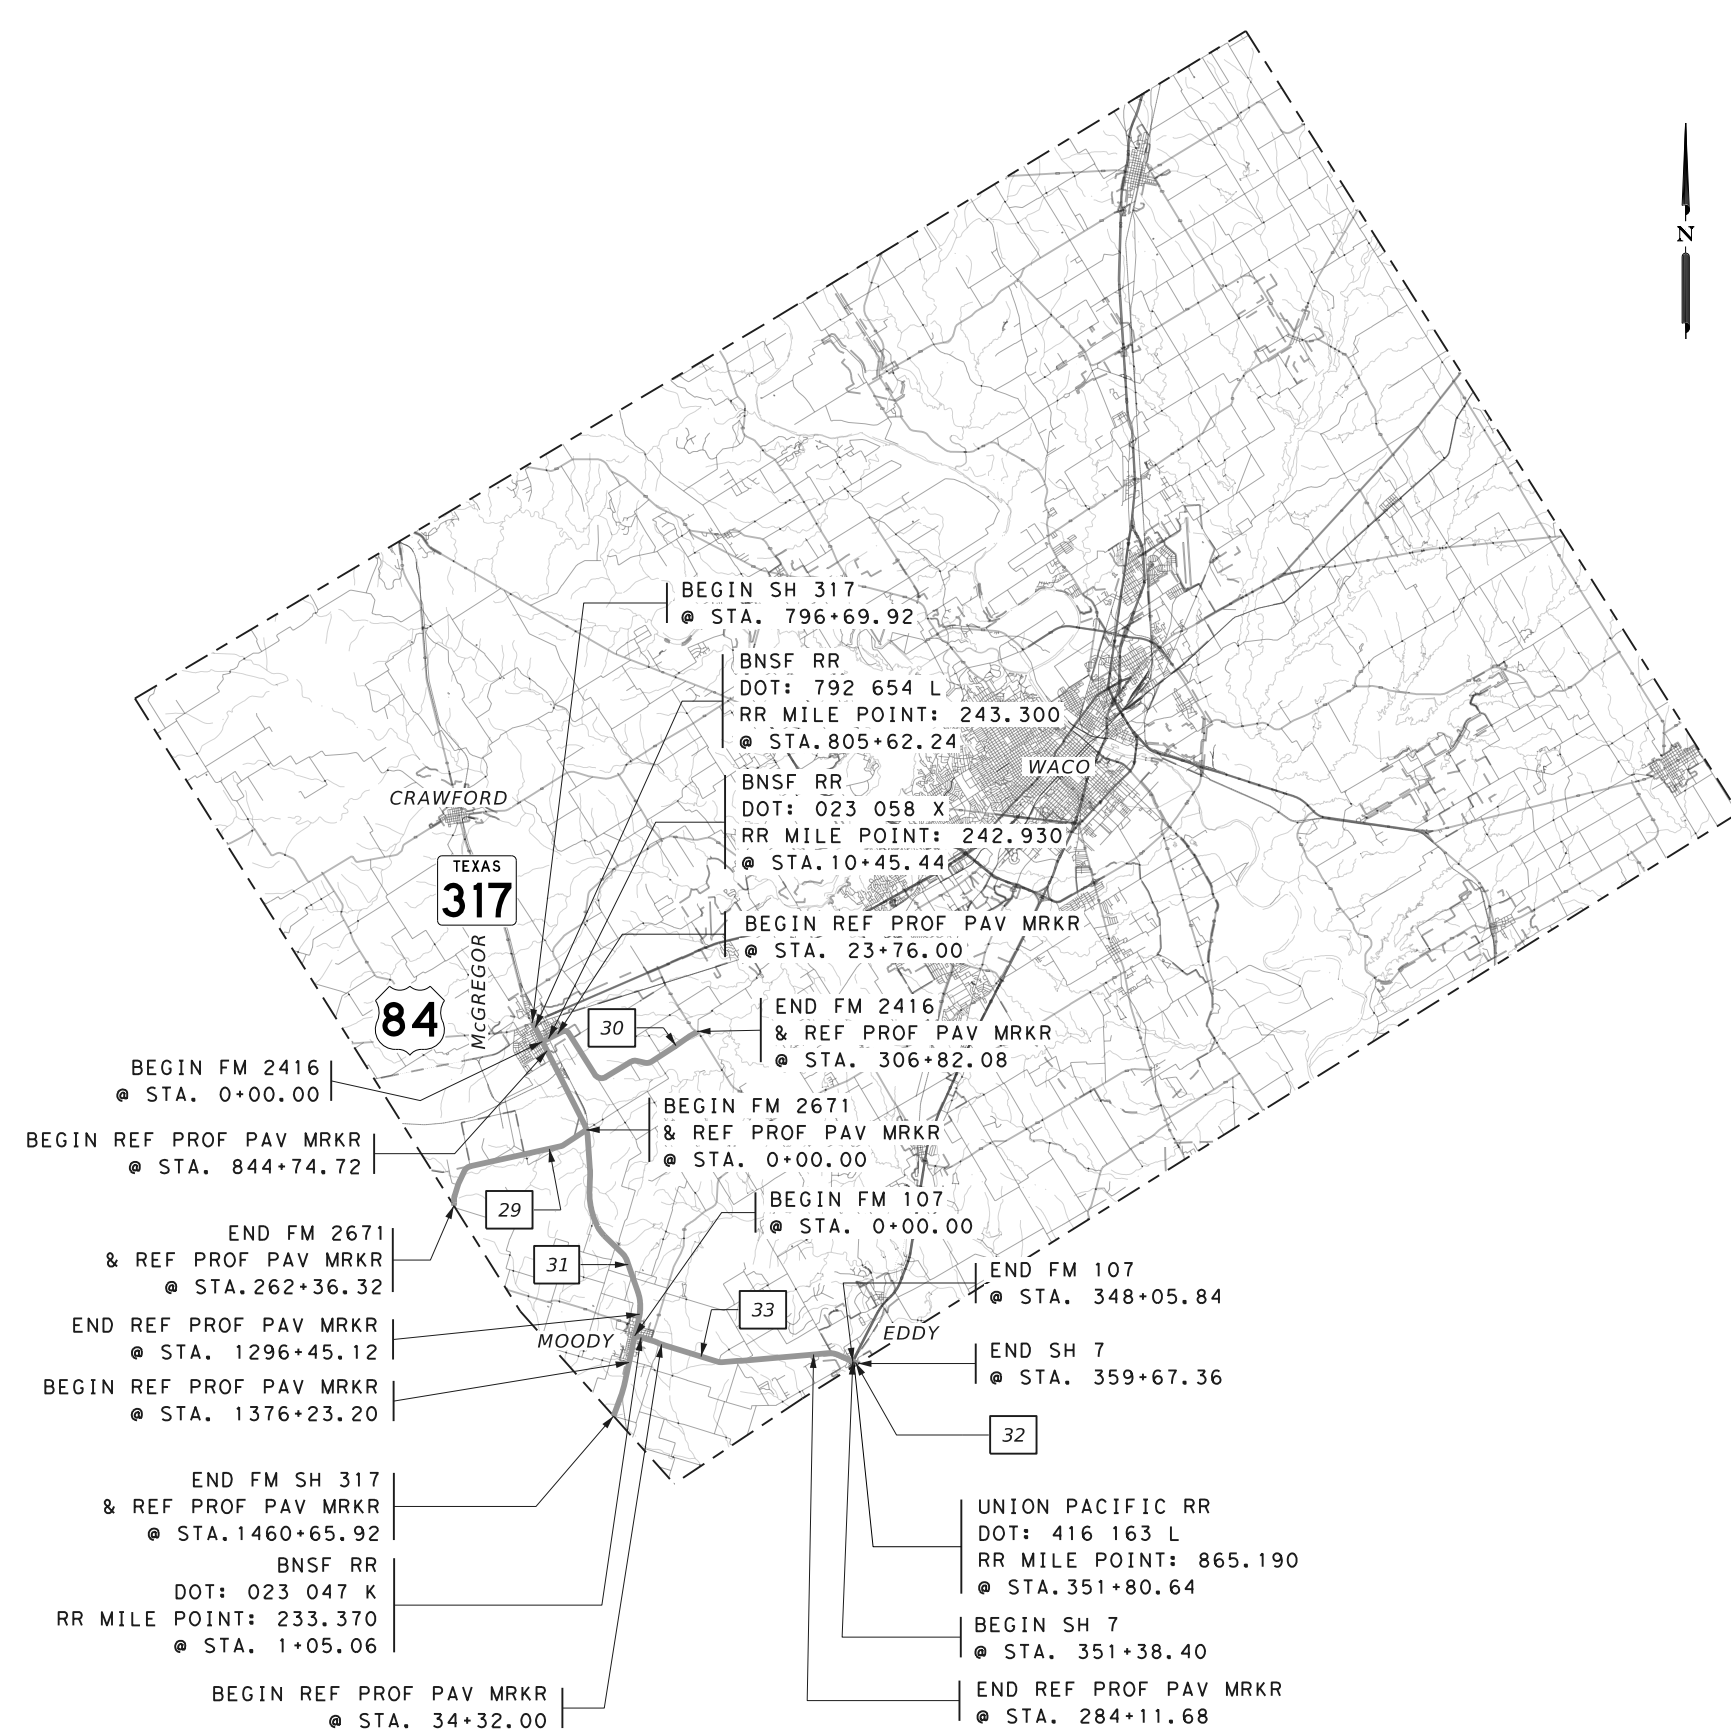 N
BEGIN SH 317
@ STA. 796+69.92
BNSF RR
DOT: 792 654 L
RR MILE POINT: 243.300
@ STA.805+62.24
WACO
BNSF RR
DOT: 023 058 X
RR MILE POINT: 242.930
@ STA.10+45.44
CRAWFORD
TEXAS
317
BEGIN REF PROF PAV MRKR
@ STA. 23+76.00
McGREGOR
84
30
END FM 2416
& REF PROF PAV MRKR
@ STA. 306+82.08
BEGIN FM 2416
@ STA. 0+00.00
BEGIN FM 2671
& REF PROF PAV MRKR
@ STA. 0+00.00
BEGIN REF PROF PAV MRKR
@ STA. 844+74.72
29
BEGIN FM 107
@ STA. 0+00.00
END FM 2671
& REF PROF PAV MRKR
@ STA.262+36.32
31
END FM 107
@ STA. 348+05.84
33
END REF PROF PAV MRKR
@ STA. 1296+45.12
MOODY
EDDY
END SH 7
@ STA. 359+67.36
BEGIN REF PROF PAV MRKR
@ STA. 1376+23.20
32
END FM SH 317
& REF PROF PAV MRKR
@ STA.1460+65.92
UNION PACIFIC RR
DOT: 416 163 L
RR MILE POINT: 865.190
@ STA.351+80.64
BNSF RR
DOT: 023 047 K
RR MILE POINT: 233.370
@ STA. 1+05.06
BEGIN SH 7
@ STA. 351+38.40
BEGIN REF PROF PAV MRKR
@ STA. 34+32.00
END REF PROF PAV MRKR
@ STA. 284+11.68